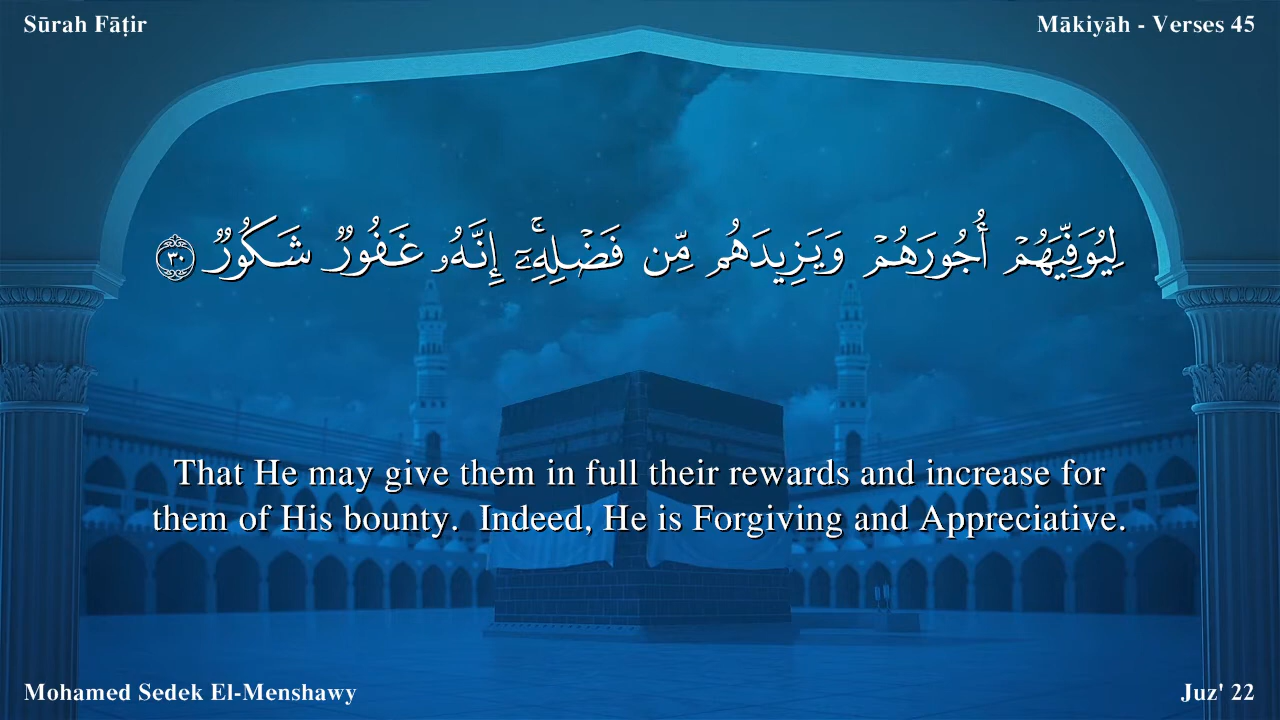 Sūrah Fāṭir
Mākiyāh - Verses 45
لِيُوَفِّيَهُمْ أُجُورَهُمْ وَيَزِيدَهُم مِّن فَضْلِهِۦٓ ۚ إِنَّهُۥ غَفُورٌ شَكُورٌ ٣٠
That He may give them in full their rewards and increase for
them of His bounty. Indeed, He is Forgiving and Appreciative.
Mohamed Sedek El-Menshawy
Juz' 22